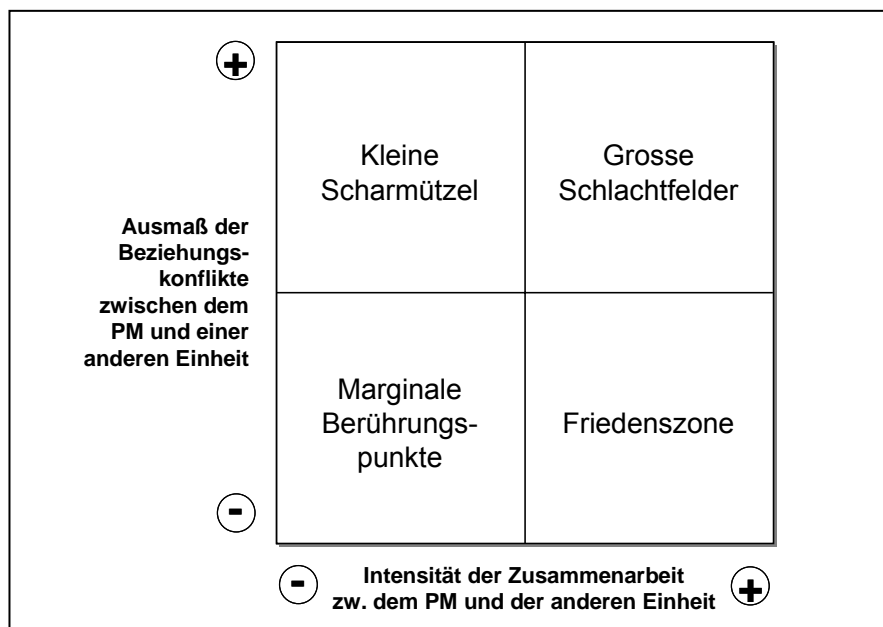 +
Kleine
Scharmützel
Grosse
Schlachtfelder
Ausmaß der
Beziehungs-
konflikte
zwischen dem
PM und einer
anderen Einheit
Marginale
Berührungs-
punkte
Friedenszone
-
-
Intensität der Zusammenarbeit
zw. dem PM und der anderen Einheit
+